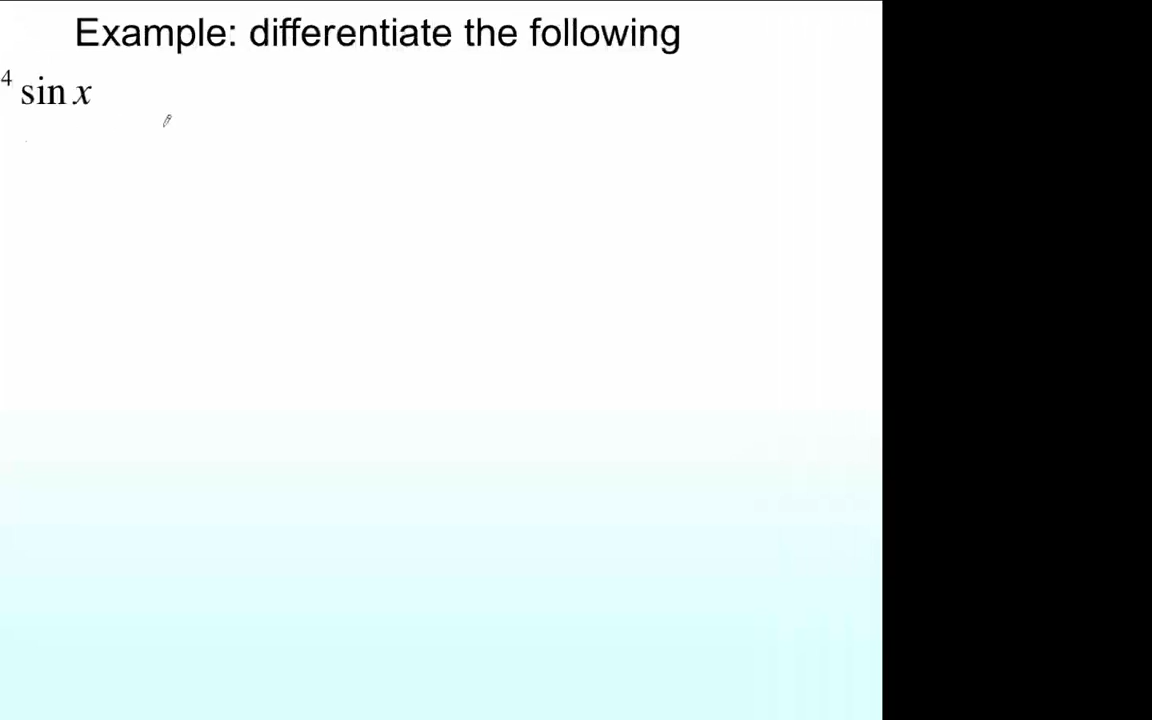 Example: differentiate the following
⁴ sin x